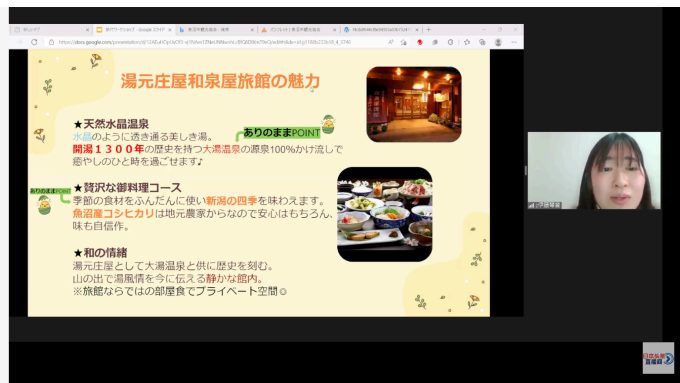 https://docs.google.com/presentation/d/
湯元庄屋和泉屋旅館の魅力
★天然水晶温泉
水晶のように透き通る美しき湯。
ありのままPOINT
開湯1300年の歴史を持つ大湯温泉の源泉100%かけ流しで
癒やしのひと時を過ごせます♪
ありのままPOINT
★贅沢な御料理コース
季節の食材をふんだんに使い新潟の四季を味わえます。
魚沼産コシヒカリは地元農家からなので安心はもちろん、
味も自信作。
★和の情緒
湯元庄屋として大湯温泉と供に歴史を刻む。
山の出で湯風情を今に伝える静かな館内。
※旅館ならではの部屋食でプライベート空間◎